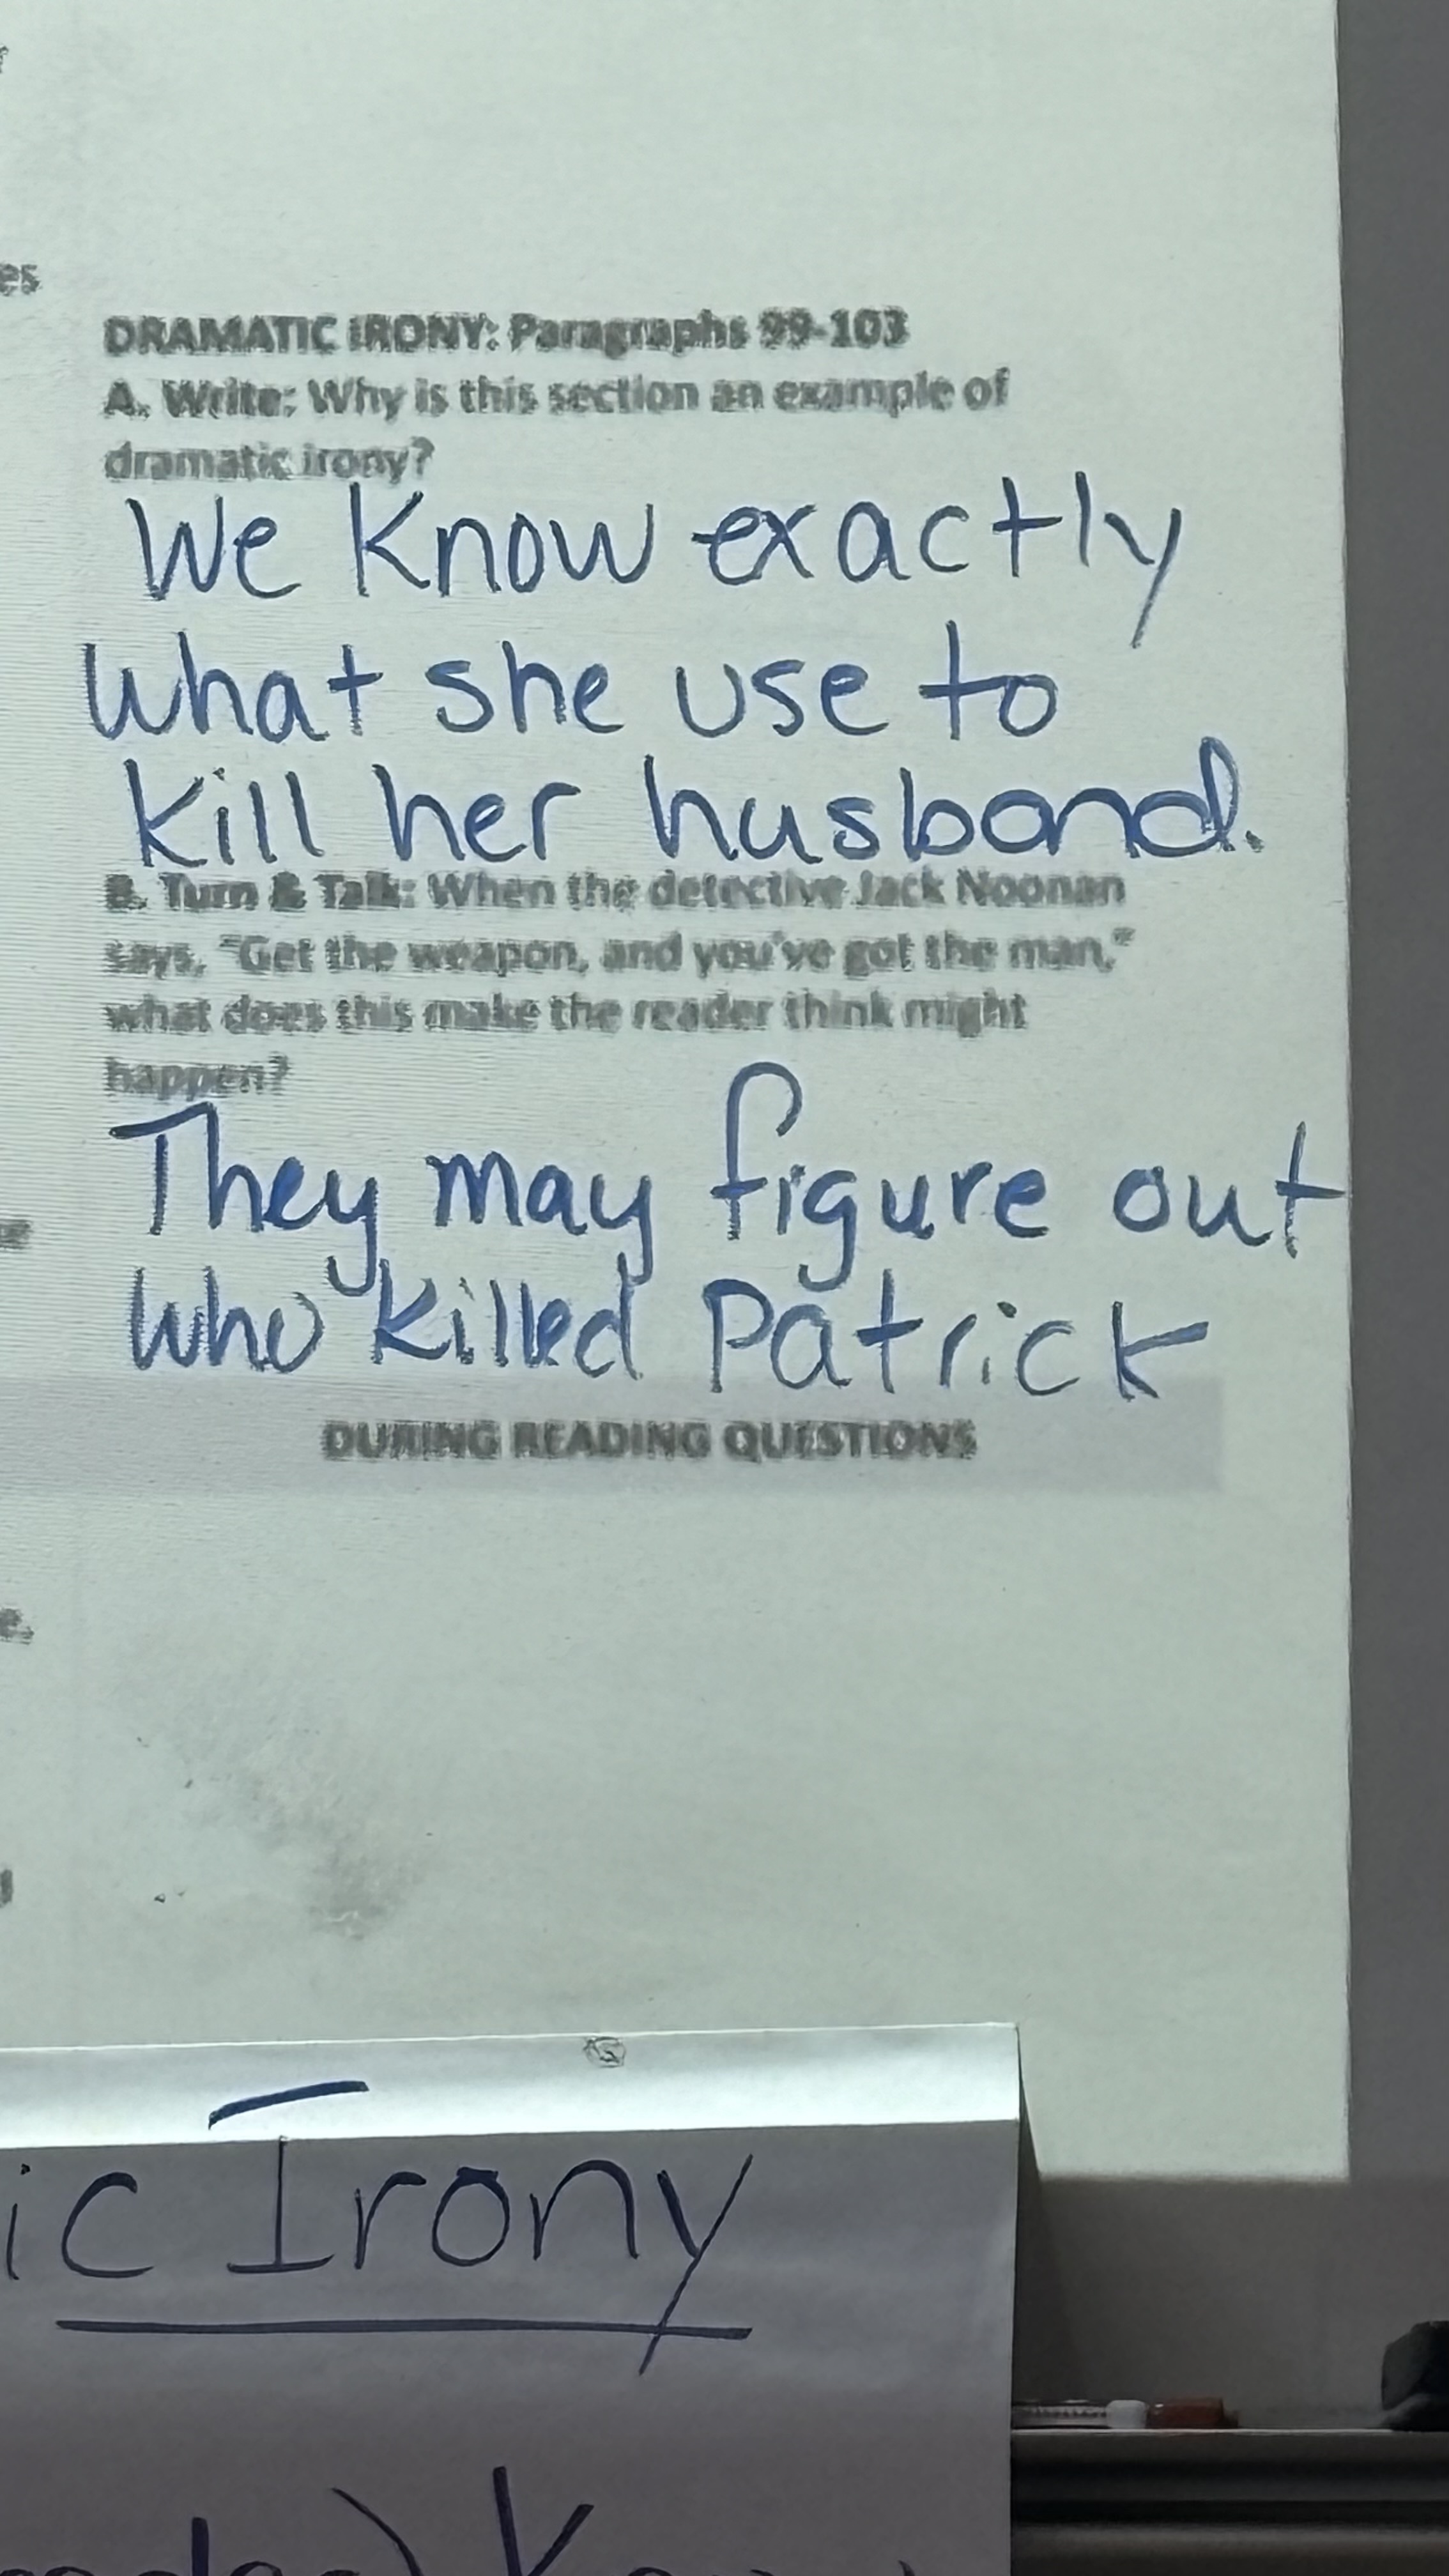 es
DRAMATIC IRONY: Paragraphs 99-103
A. Write: Why is this section an example of
dramatic irony?
We Know exactly
what she use to
kill her husband.
B. Turn & Talk: When the detective Jack Noonan
says, "Get the weapon, and you've got the man,"
what does this make the reader think might
happen?
They may figure out
who killed Patrick
DURING READING QUESTIONS
e.
ic Irony